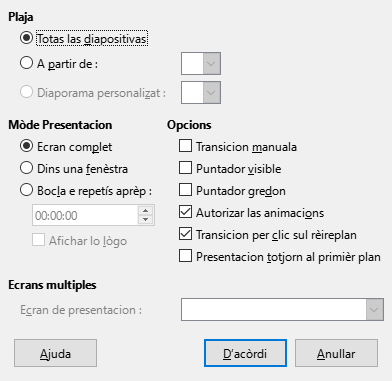 Plaja
Totas las diapositivas
A partir de :
Diaporama personalizat :
Mòde Presentacion
Ecran complet
Dins una fenèstra
Bocla e repetís aprèp :
00:00:00
Afichar lo lògo
Opcions
Transicion manuala
Puntador visible
Puntador gredon
Autorizar las animacions
Transicion per clic sul rèireplan
Presentacion totjorn al primièr plan
Ecrans multiples
Ecran de presentacion :
Ajuda
D'acòrdi
Anullar